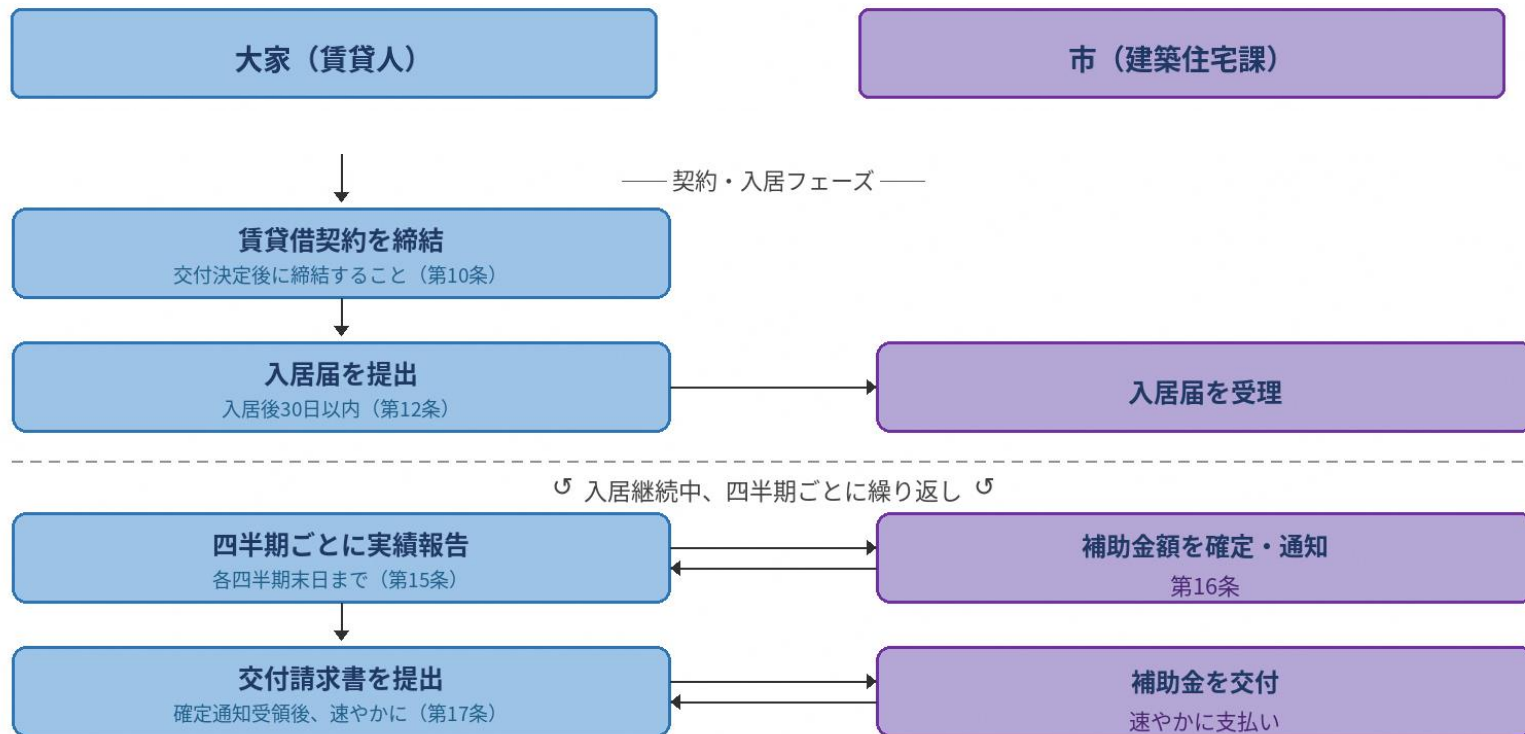 大家（賃貸人）
市（建築住宅課）
契約・入居フェーズ
賃貸借契約を締結
交付決定後に締結すること（第10条）
入居届を提出
入居後30日以内（第12条）
入居届を受理
↺ 入居継続中、四半期ごとに繰り返し ↺
四半期ごとに実績報告
各四半期末日まで（第15条）
補助金額を確定・通知
第16条
交付請求書を提出
確定通知受領後、速やかに（第17条）
補助金を交付
速やかに支払い